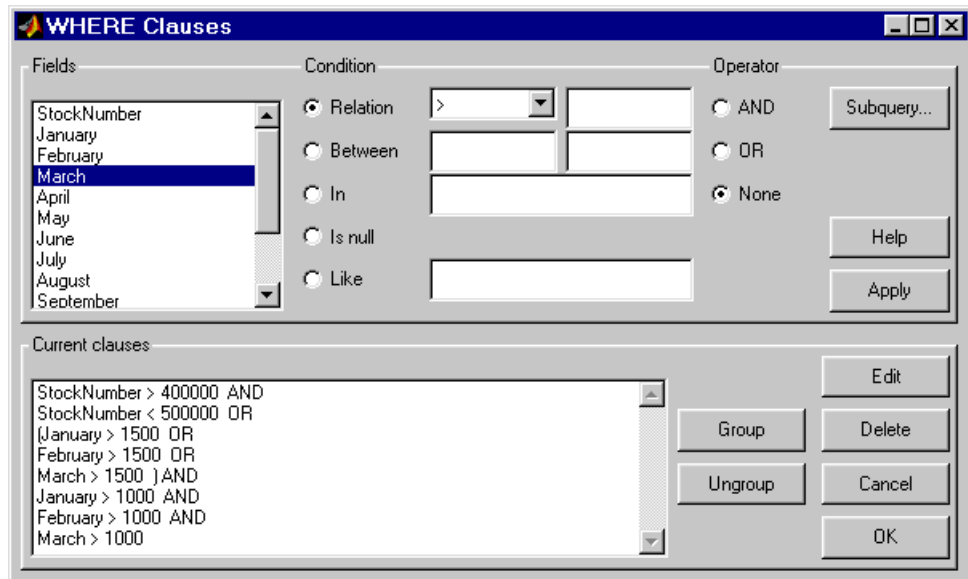 WHERE Clauses
Fields
StockNumber
January
February
March
April
May
June
July
August
September
Condition
Relation >
Between
In
Is null
Like
Operator
AND
OR
None
Subquery...
Help
Apply
Current clauses
StockNumber > 400000 AND
StockNumber < 500000 OR
(January > 1500 OR
February > 1500 OR
March > 1500 ) AND
January > 1000 AND
February > 1000 AND
March > 1000
Group
Ungroup
Edit
Delete
Cancel
OK